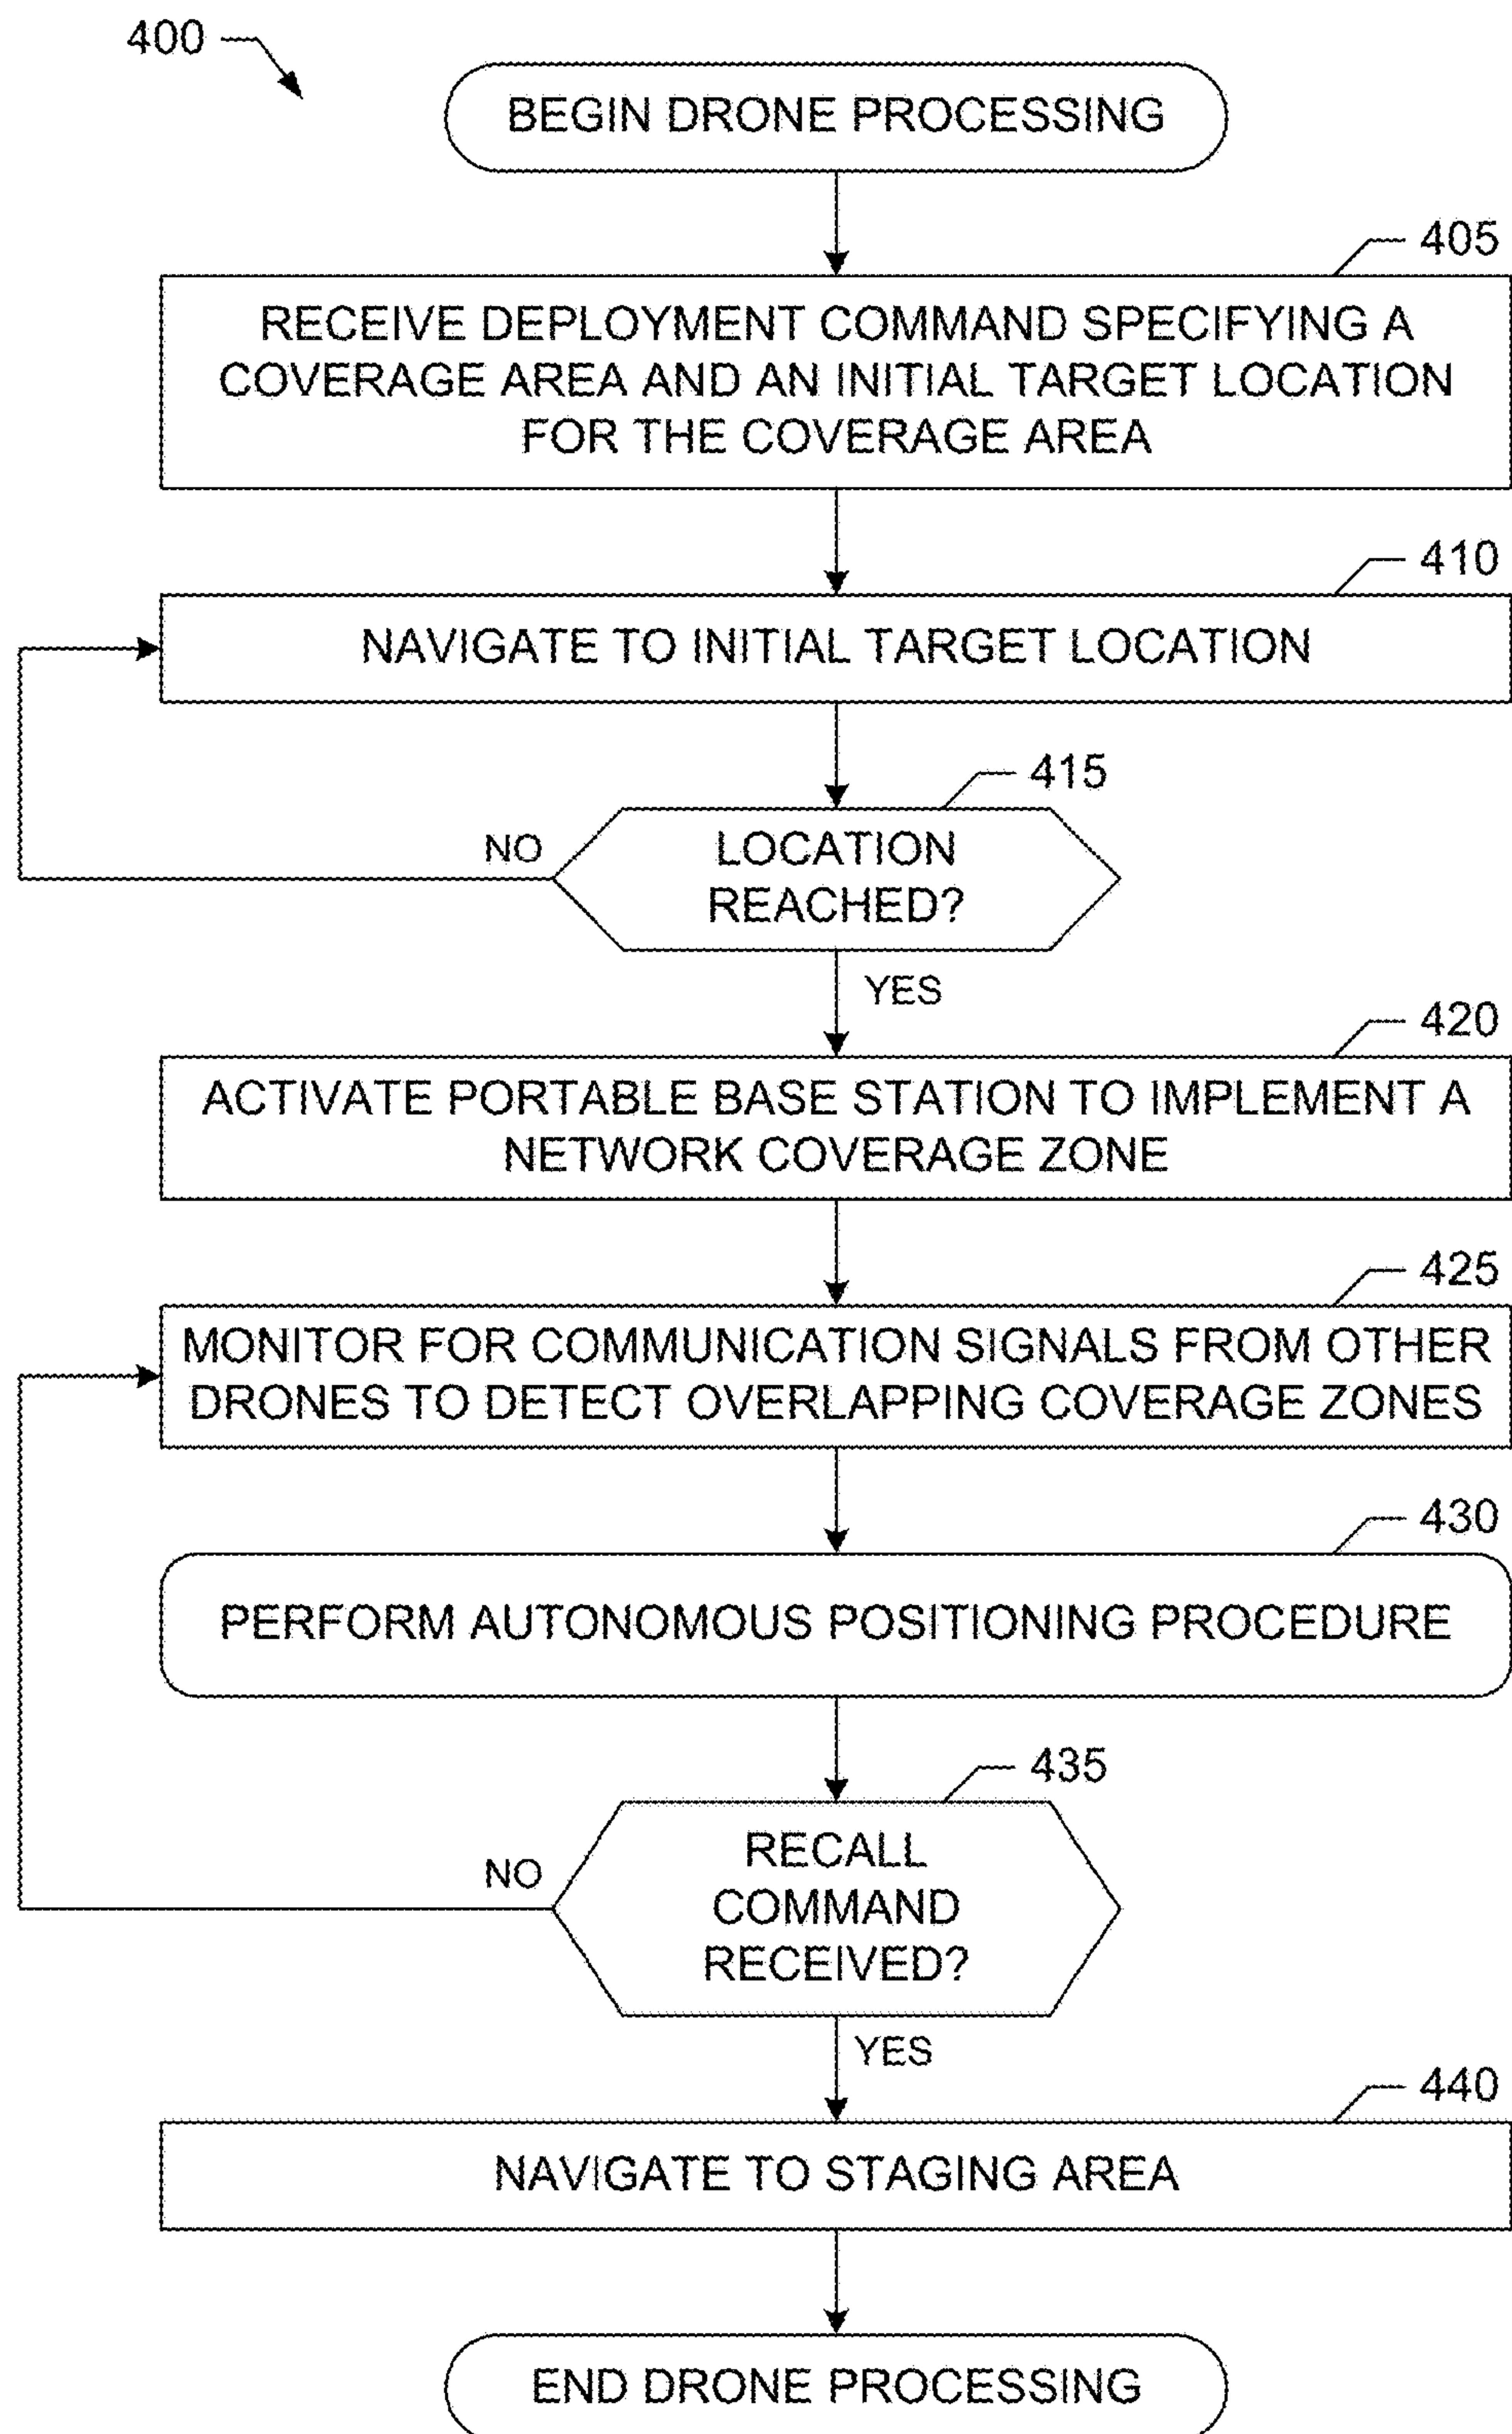 400
BEGIN DRONE PROCESSING
405
RECEIVE DEPLOYMENT COMMAND SPECIFYING A
COVERAGE AREA AND AN INITIAL TARGET LOCATION
FOR THE COVERAGE AREA
410
NAVIGATE TO INITIAL TARGET LOCATION
415
NO
LOCATION
REACHED?
YES
420
ACTIVATE PORTABLE BASE STATION TO IMPLEMENT A
NETWORK COVERAGE ZONE
425
MONITOR FOR COMMUNICATION SIGNALS FROM OTHER
DRONES TO DETECT OVERLAPPING COVERAGE ZONES
430
PERFORM AUTONOMOUS POSITIONING PROCEDURE
435
NO
RECALL
COMMAND
RECEIVED?
YES
440
NAVIGATE TO STAGING AREA
END DRONE PROCESSING